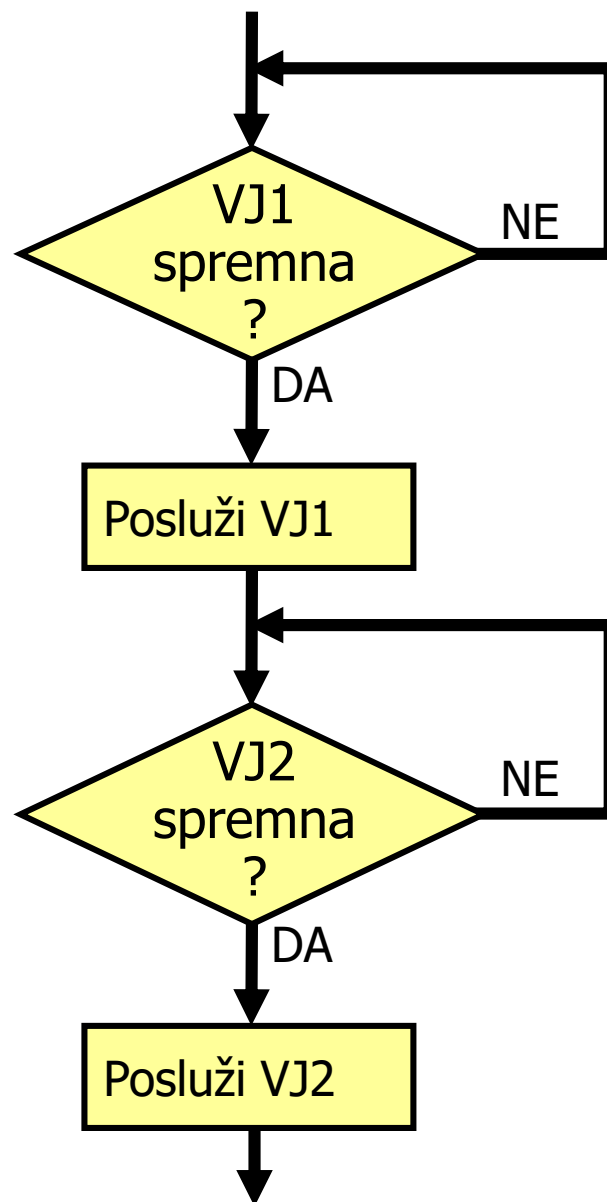 VJ1
spremna
?
NE
DA
Posluži VJ1
VJ2
spremna
?
NE
DA
Posluži VJ2